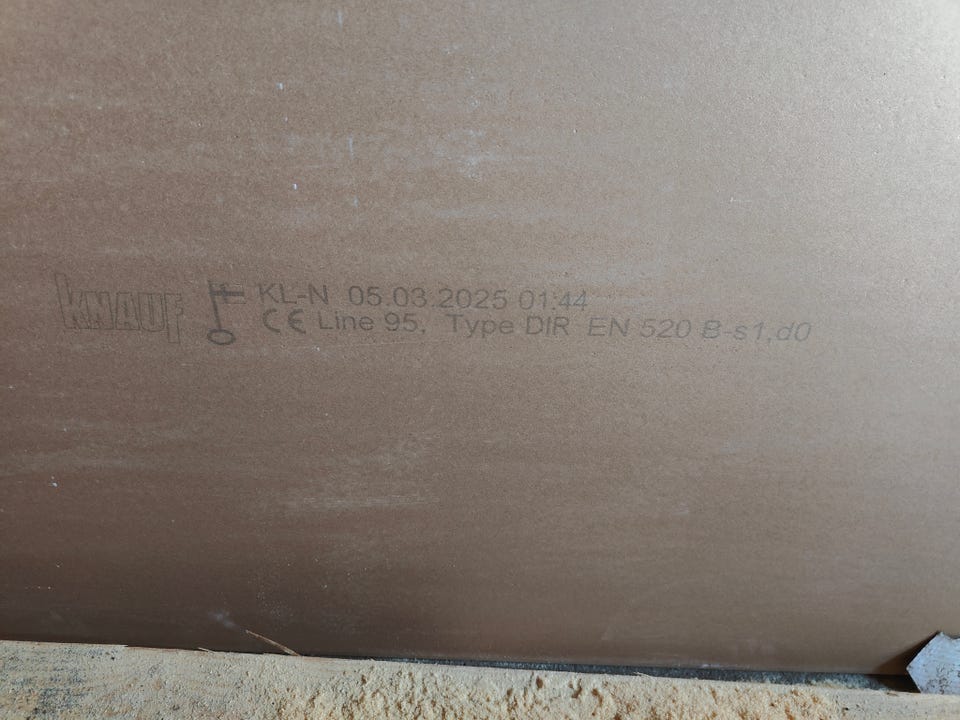 KNAUF
KL-N 05.03.2025 01:44
CE Line 95, Type DIR EN 520 B-s1,d0